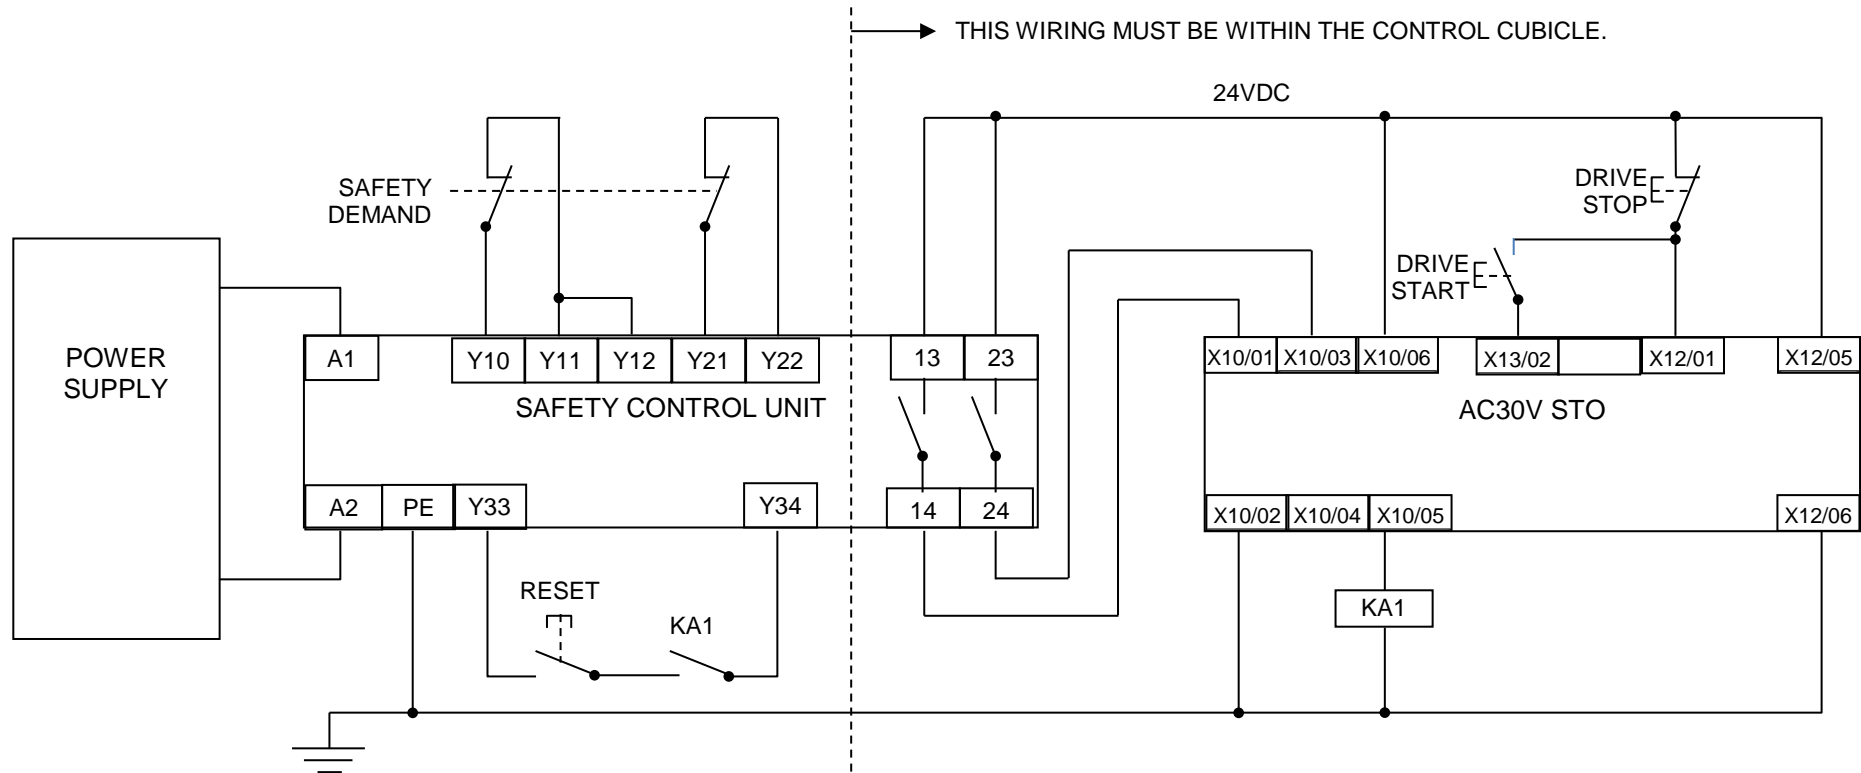 THIS WIRING MUST BE WITHIN THE CONTROL CUBICLE.
24VDC
SAFETY
DEMAND
DRIVE
STOP
DRIVE
START
POWER
SUPPLY
A1
Y10 Y11 Y12 Y21 Y22
13 23
X10/01 X10/03 X10/06 X13/02 X12/01 X12/05
SAFETY CONTROL UNIT
AC30V STO
A2 PE Y33 Y34
14 24
X10/02 X10/04 X10/05 X12/06
RESET
KA1
KA1